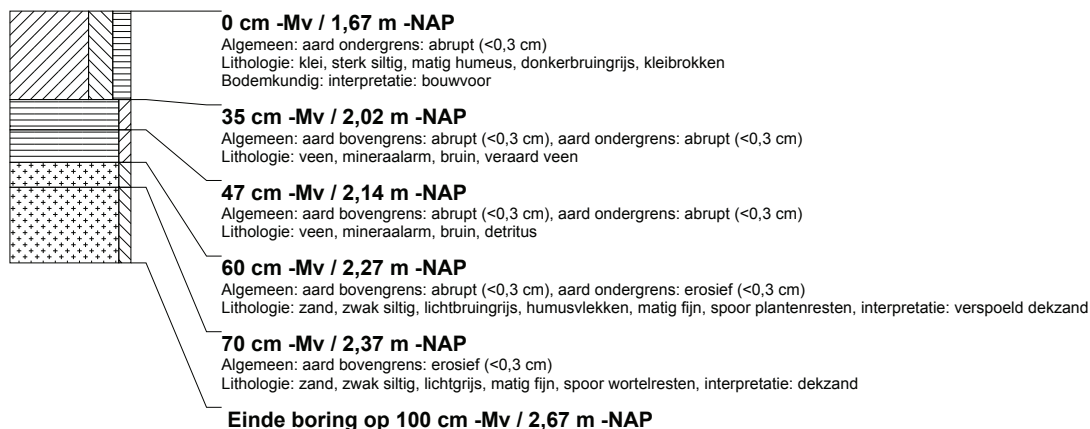 0 cm -Mv / 1,67 m -NAP
Algemeen: aard ondergrens: abrupt (<0,3 cm)
Lithologie: klei, sterk siltig, matig humeus, donkerbruingrijs, kleibrokken
Bodemkundig: interpretatie: bouwvoor
35 cm -Mv / 2,02 m -NAP
Algemeen: aard bovengrens: abrupt (<0,3 cm), aard ondergrens: abrupt (<0,3 cm)
Lithologie: veen, mineraalarm, bruin, veraard veen
47 cm -Mv / 2,14 m -NAP
Algemeen: aard bovengrens: abrupt (<0,3 cm), aard ondergrens: abrupt (<0,3 cm)
Lithologie: veen, mineraalarm, bruin, detritus
60 cm -Mv / 2,27 m -NAP
Algemeen: aard bovengrens: abrupt (<0,3 cm), aard ondergrens: erosief (<0,3 cm)
Lithologie: zand, zwak siltig, lichtbruingrijs, humusvlekken, matig fijn, spoor plantenresten, interpretatie: verspoeld dekzand
70 cm -Mv / 2,37 m -NAP
Algemeen: aard bovengrens: erosief (<0,3 cm)
Lithologie: zand, zwak siltig, lichtgrijs, matig fijn, spoor wortelresten, interpretatie: dekzand
Einde boring op 100 cm -Mv / 2,67 m -NAP